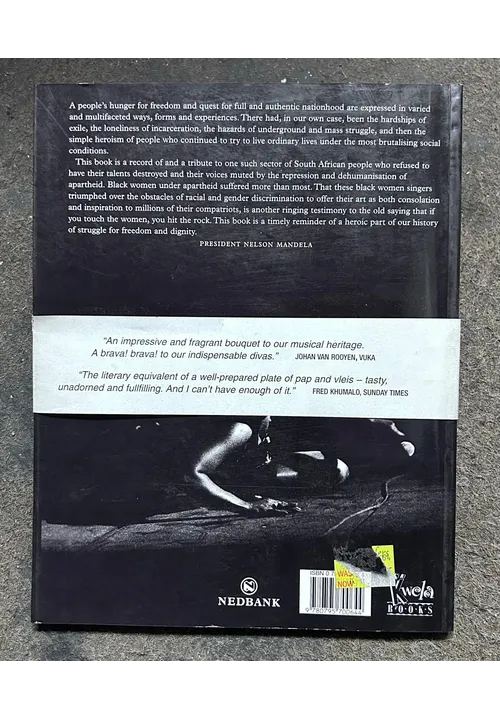 A people's hunger for freedom and quest for full and authentic nationhood are expressed in varied
and multifaceted ways, forms and experiences. There had, in our own case, been the hardships of
exile, the loneliness of incarceration, the hazards of underground and mass struggle, and then the
simple heroism of people who continued to try to live ordinary lives under the most brutalising social
conditions.
This book is a record of and a tribute to one such sector of South African people who refused to
have their talents destroyed and their voices muted by the repression and dehumanisation of
apartheid. Black women under apartheid suffered more than most. That these black women singers
triumphed over the obstacles of racial and gender discrimination to offer their art as both consolation
and inspiration to millions of their compatriots, is another ringing testimony to the old saying that if
you touch the women, you hit the rock. This book is a timely reminder of a heroic part of our history
of struggle for freedom and dignity.
PRESIDENT NELSON MANDELA
"An impressive and fragrant bouquet to our musical heritage.
A brava! brava! to our indispensable divas." JOHAN VAN ROOYEN, VUKA
"The literary equivalent of a well-prepared plate of pap and vleis – tasty,
unadorned and fullfilling. And I can't have enough of it." FRED KHUMALO, SUNDAY TIMES
NEDBANK
ISBN 0 7
WAS
NOW
9 780795 700644
Kwela
BOOKS